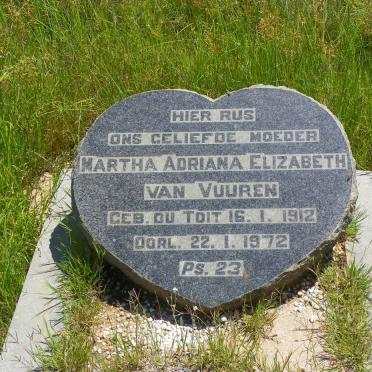 HIER RUS
ONS GELIEFDE MOEDER
MARTHA ADRIANA ELIZABETH
VAN VUUREN
GEB. DU TOIT 16. 1. 1912
OORL. 22. 1. 1972
PS. 23